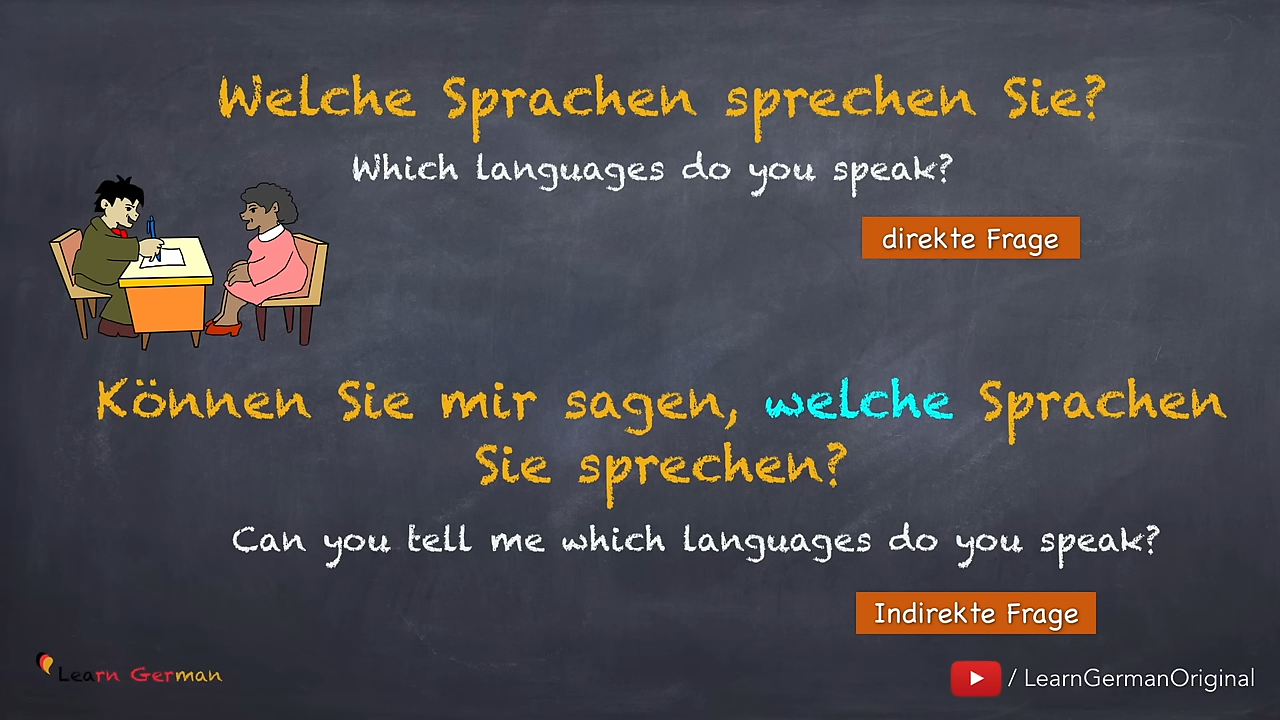 Welche Sprachen sprechen Sie?
Which languages do you speak?
direkte Frage
Können Sie mir sagen, welche Sprachen
Sie sprechen?
Can you tell me which languages do you speak?
Indirekte Frage
Learn German
/ LearnGermanOriginal